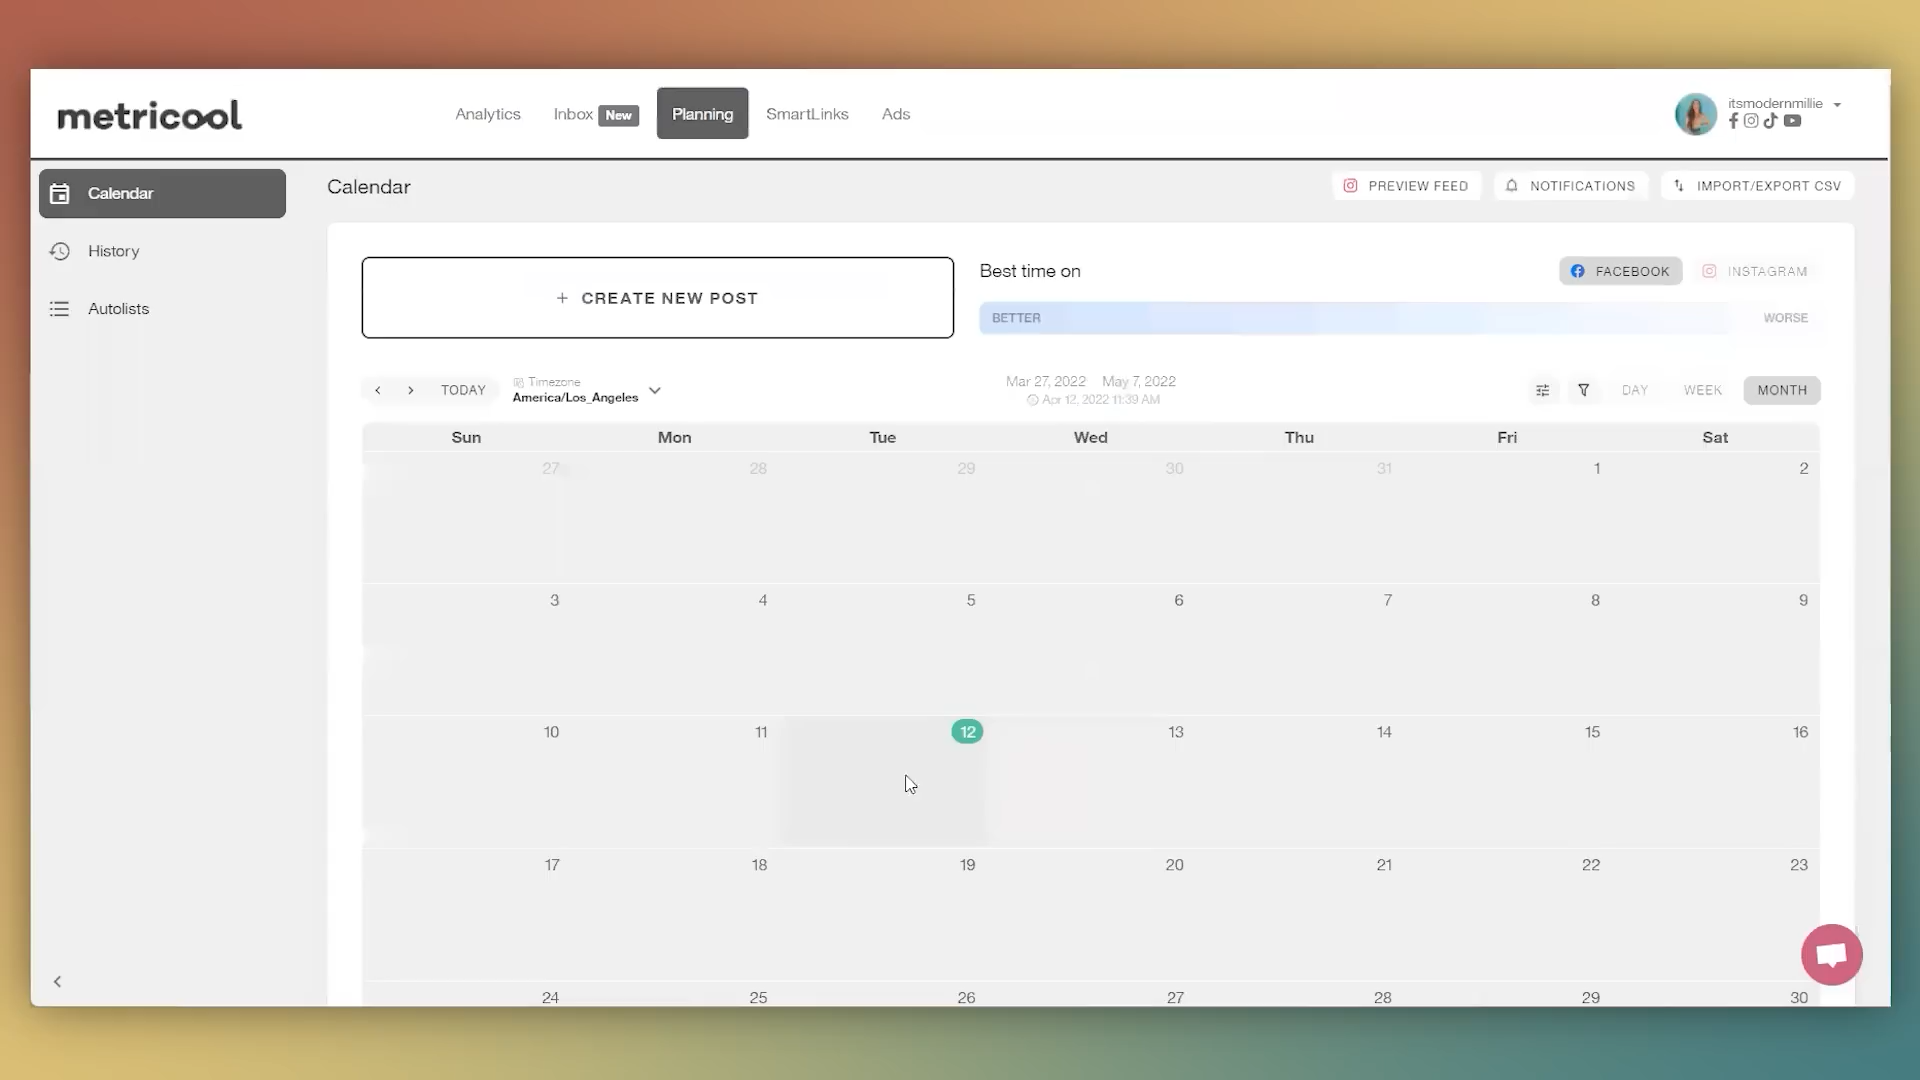 metricool
Analytics
Inbox New
Planning
SmartLinks
Ads
itsmodernmillie
Calendar
History
Autolists
Calendar
PREVIEW FEED
NOTIFICATIONS
IMPORT/EXPORT CSV
+ CREATE NEW POST
Best time on
FACEBOOK
INSTAGRAM
BETTER
WORSE
TODAY
Timezone
America/Los_Angeles
Mar 27, 2022 May 7, 2022
Apr 12, 2022 11:39 AM
DAY
WEEK
MONTH
Sun Mon Tue Wed Thu Fri Sat
27 28 29 30 31 1 2
3 4 5 6 7 8 9
10 11 12 13 14 15 16
17 18 19 20 21 22 23
24 25 26 27 28 29 30